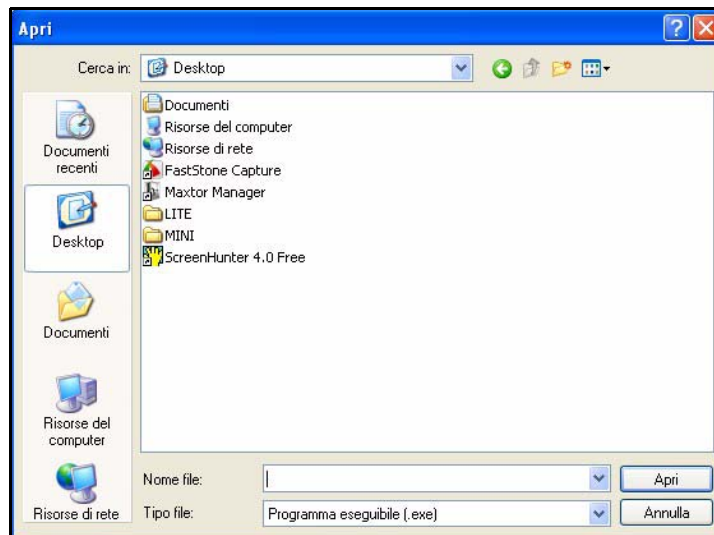 Apri
Cerca in:
Desktop
Documenti recenti
Desktop
Documenti
Risorse del computer
Risorse di rete
Documenti
Risorse del computer
Risorse di rete
FastStone Capture
Maxtor Manager
LITE
MINI
ScreenHunter 4.0 Free
Nome file:
Apri
Tipo file:
Programma eseguibile (.exe)
Annulla